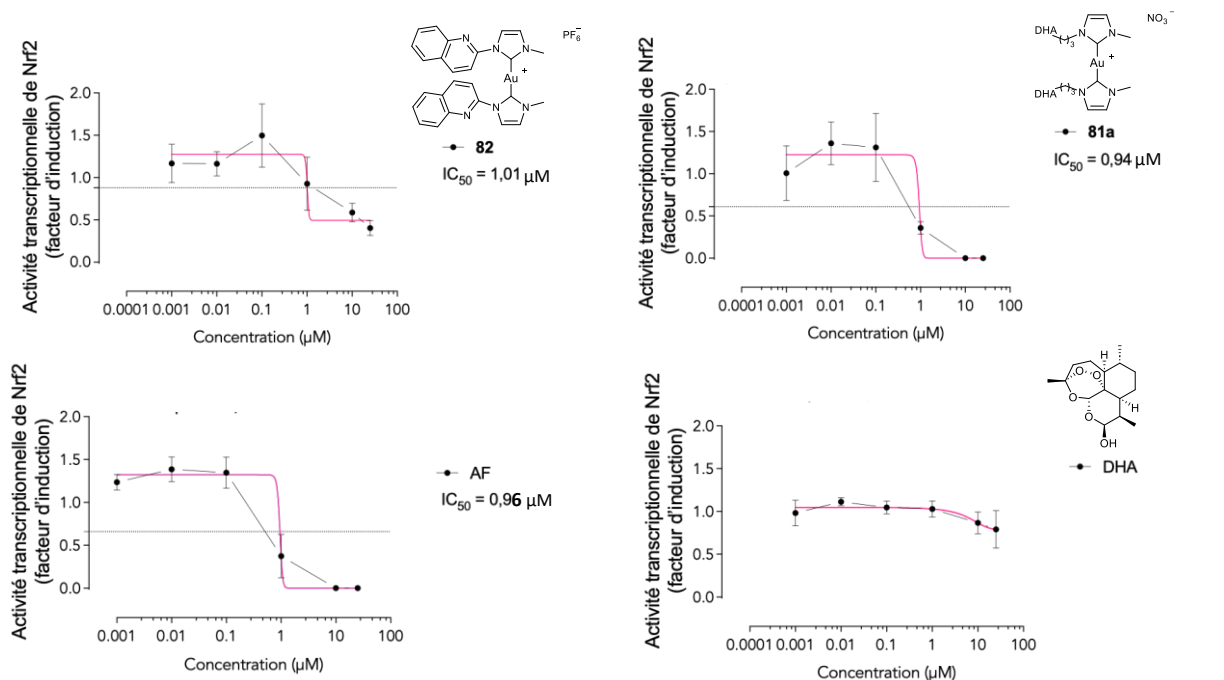 Activité transcriptionnelle de Nrf2
(facteur d'induction)
2.0
1.5
1.0
0.5
0.0
0.0001 0.001 0.01 0.1 1 10 100
Concentration (µM)
N
N
N
PF6−
Au
+
N
N
N
82
IC50 = 1,01 µM
Activité transcriptionnelle de Nrf2
(facteur d'induction)
2.0
1.5
1.0
0.5
0.0
0.0001 0.001 0.01 0.1 1 10 100
Concentration (µM)
DHA ( )3 N N
NO3−
Au +
DHA ( )3 N N
81a
IC50 = 0,94 µM
Activité transcriptionnelle de Nrf2
(facteur d'induction)
2.0
1.5
1.0
0.5
0.0
0.001 0.01 0.1 1 10 100
Concentration (µM)
AF
IC50 = 0,96 µM
Activité transcriptionnelle de Nrf2
(facteur d'induction)
2.0
1.5
1.0
0.5
0.0
0.0001 0.001 0.01 0.1 1 10 100
Concentration (µM)
H
O O
O
H
O
OH
DHA